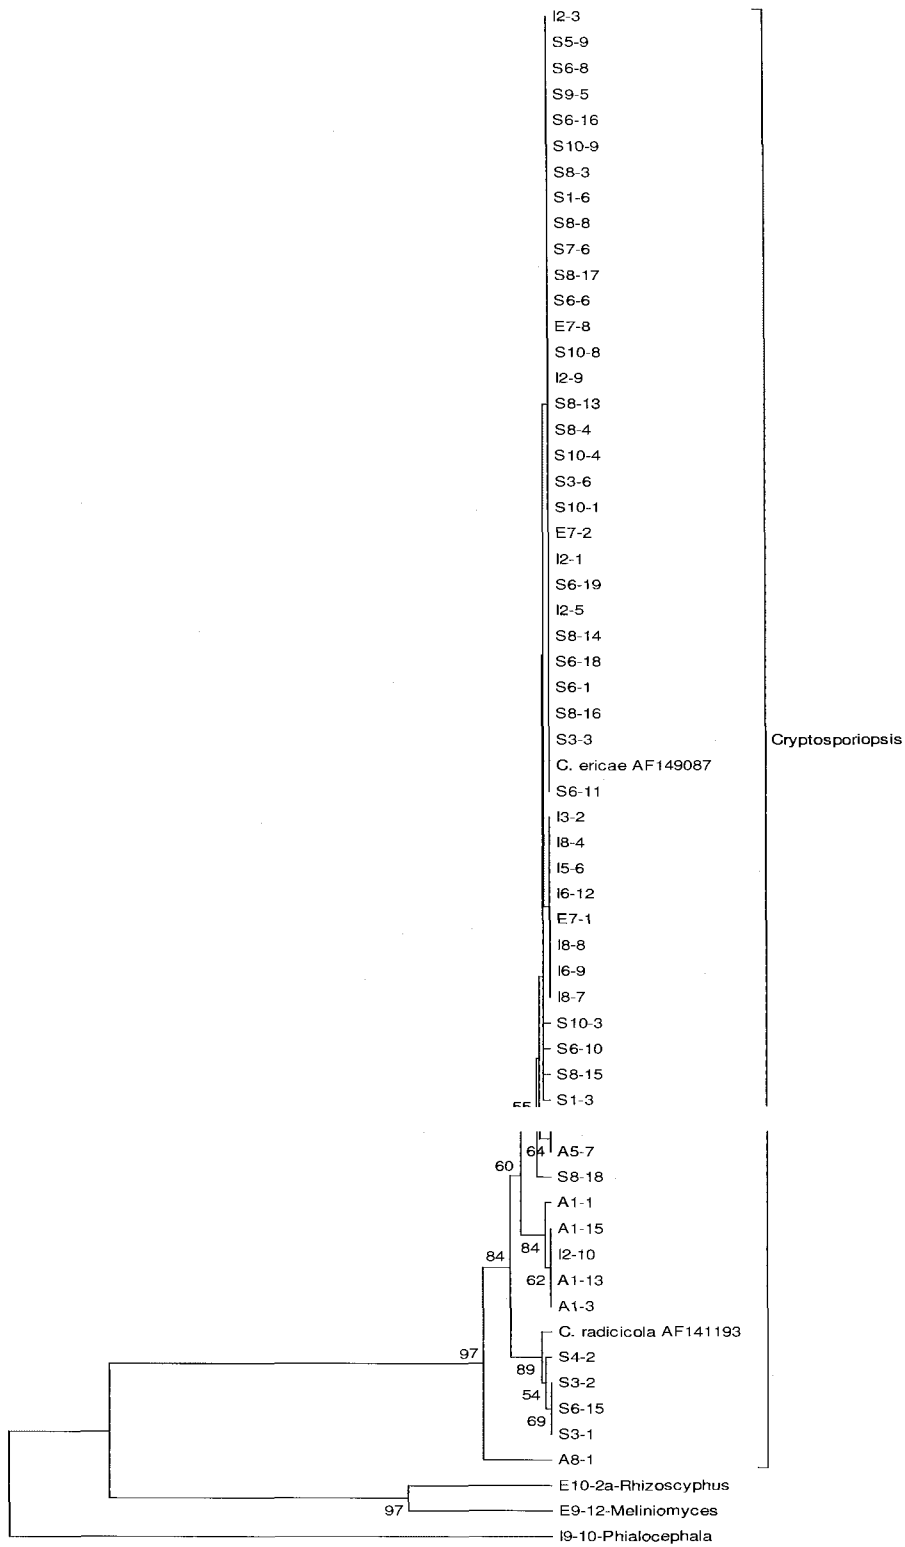 I2-3
S5-9
S6-8
S9-5
S6-16
S10-9
S8-3
S1-6
S8-8
S7-6
S8-17
S6-6
E7-8
S10-8
I2-9
S8-13
S8-4
S10-4
S3-6
S10-1
E7-2
I2-1
S6-19
I2-5
S8-14
S6-18
S6-1
S8-16
S3-3
Cryptosporiopsis
C. ericae AF149087
S6-11
I3-2
I8-4
I5-6
I6-12
E7-1
I8-8
I6-9
I8-7
S10-3
S6-10
S8-15
S1-3
55
64
A5-7
60
S8-18
A1-1
A1-15
84
I2-10
84
62
A1-13
A1-3
C. radicicola AF141193
97
S4-2
89
S3-2
54
S6-15
69
S3-1
A8-1
E10-2a-Rhizoscyphus
97
E9-12-Meliniomyces
I9-10-Phialocephala